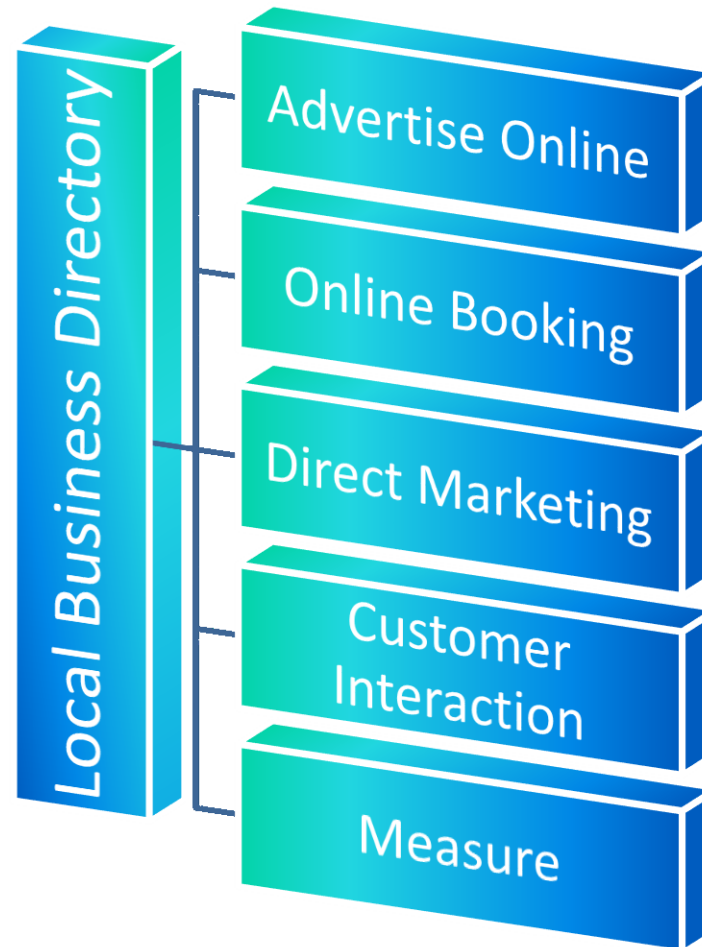 Local Business Directory
Advertise Online
Online Booking
Direct Marketing
Customer
Interaction
Measure